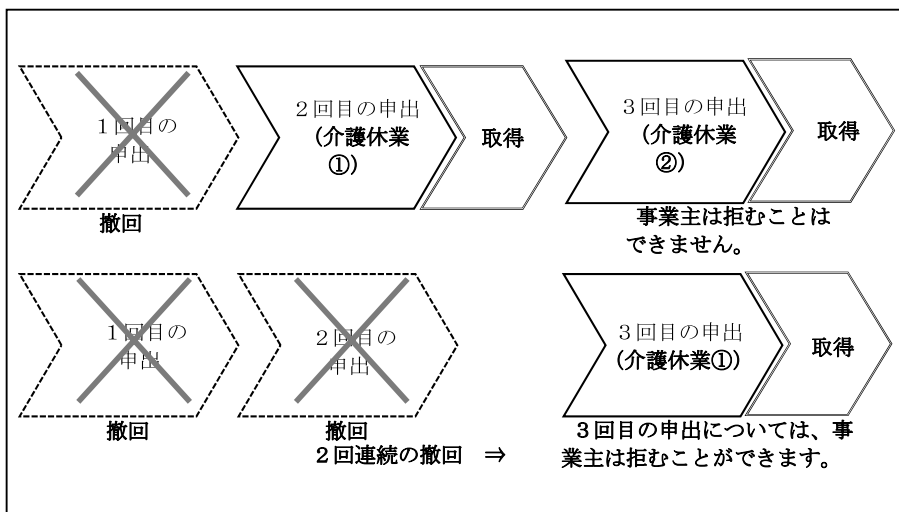 １回目の
申出
撤回
２回目の申出
(介護休業
①)
取得
３回目の申出
(介護休業
②)
取得
事業主は拒むことは
できません。
１回目の
申出
撤回
２回目の
申出
撤回
２回連続の撤回　⇒
３回目の申出
(介護休業①)
取得
３回目の申出については、事
業主は拒むことができます。